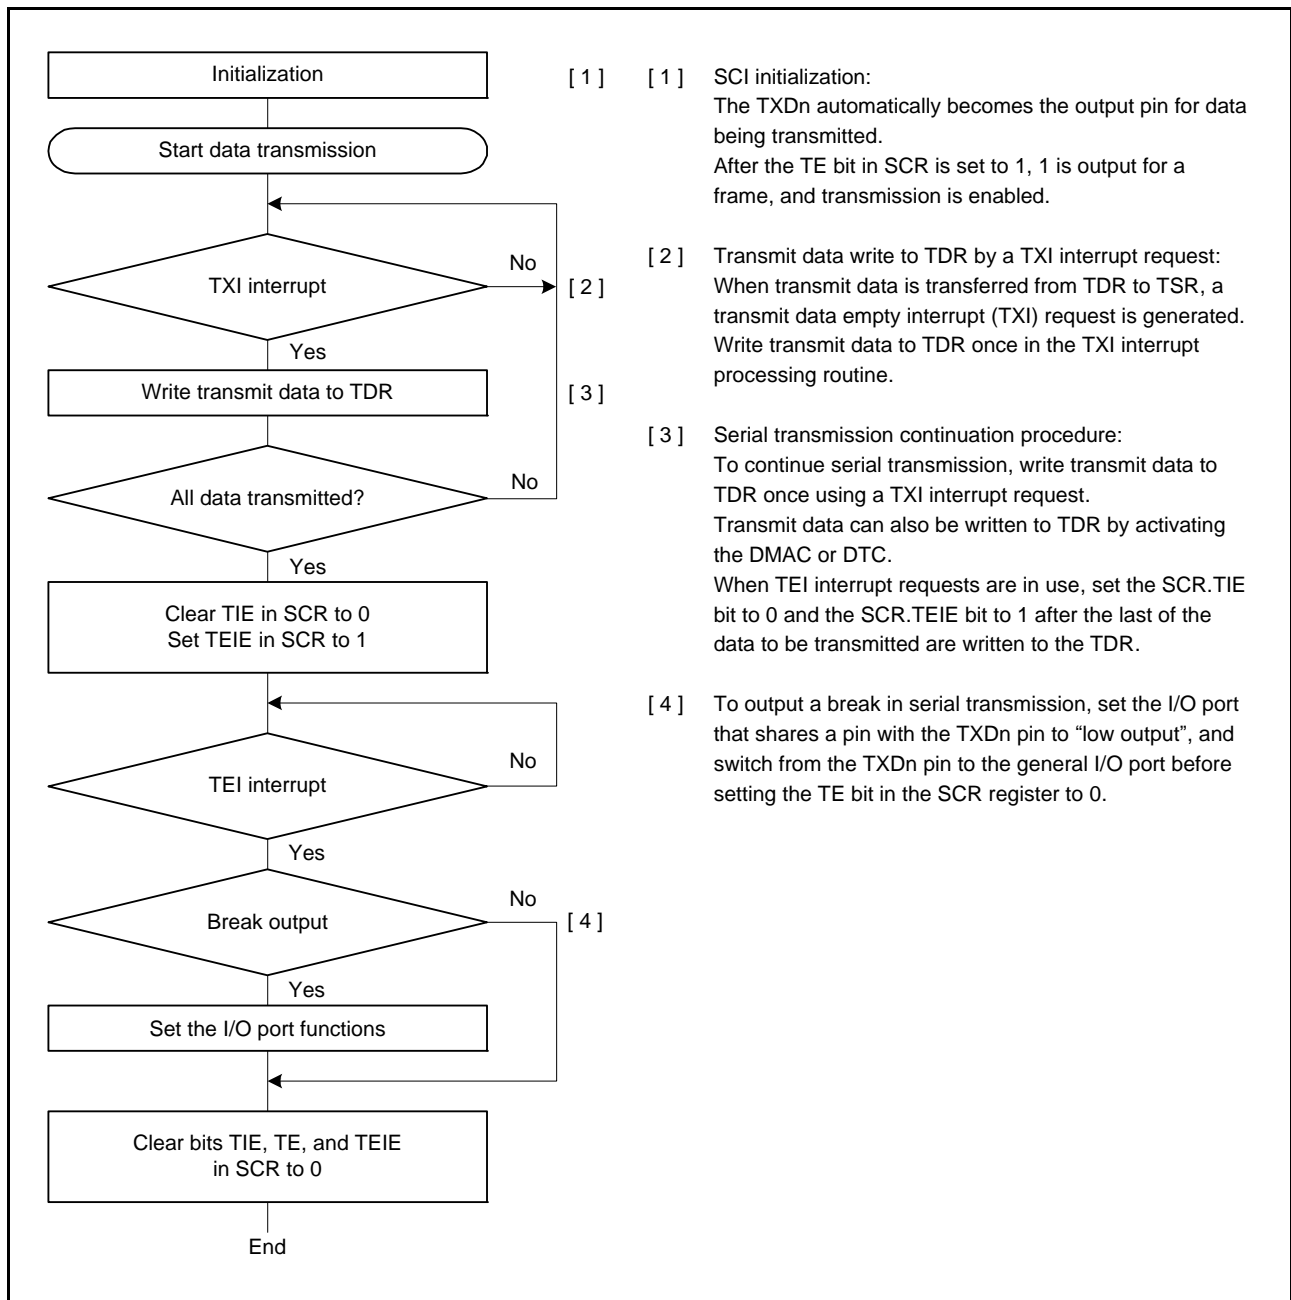 Initialization
[ 1 ]
Start data transmission
TXI interrupt
No
[ 2 ]
Yes
Write transmit data to TDR
[ 3 ]
All data transmitted?
No
Yes
Clear TIE in SCR to 0
Set TEIE in SCR to 1
TEI interrupt
No
Yes
Break output
No
[ 4 ]
Yes
Set the I/O port functions
Clear bits TIE, TE, and TEIE
in SCR to 0
End
[ 1 ] SCI initialization:
The TXDn automatically becomes the output pin for data
being transmitted.
After the TE bit in SCR is set to 1, 1 is output for a
frame, and transmission is enabled.
[ 2 ] Transmit data write to TDR by a TXI interrupt request:
When transmit data is transferred from TDR to TSR, a
transmit data empty interrupt (TXI) request is generated.
Write transmit data to TDR once in the TXI interrupt
processing routine.
[ 3 ] Serial transmission continuation procedure:
To continue serial transmission, write transmit data to
TDR once using a TXI interrupt request.
Transmit data can also be written to TDR by activating
the DMAC or DTC.
When TEI interrupt requests are in use, set the SCR.TIE
bit to 0 and the SCR.TEIE bit to 1 after the last of the
data to be transmitted are written to the TDR.
[ 4 ] To output a break in serial transmission, set the I/O port
that shares a pin with the TXDn pin to “low output”, and
switch from the TXDn pin to the general I/O port before
setting the TE bit in the SCR register to 0.